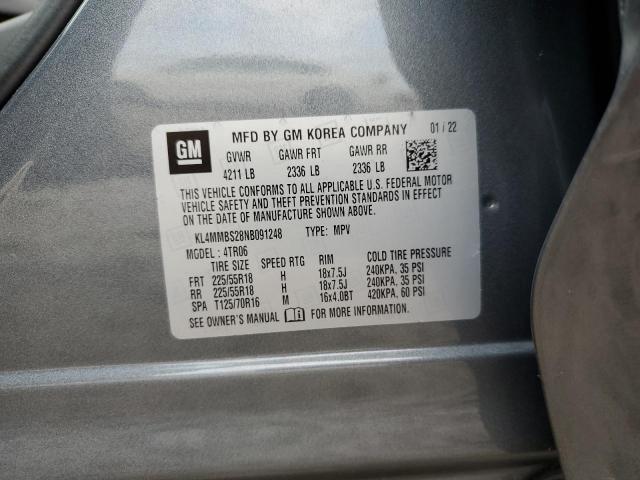 GM MFD BY GM KOREA COMPANY 01 / 22
GVWR GAWR FRT GAWR RR
4211 LB 2336 LB 2336 LB
THIS VEHICLE CONFORMS TO ALL APPLICABLE U.S. FEDERAL MOTOR
VEHICLE SAFETY AND THEFT PREVENTION STANDARDS IN EFFECT
ON THE DATE OF MANUFACTURE SHOWN ABOVE.
KL4MMBS28NB091248 TYPE: MPV
MODEL: 4TR06
TIRE SIZE SPEED RTG RIM COLD TIRE PRESSURE
FRT 225/55R18 H 18x7.5J 240KPA, 35 PSI
RR 225/55R18 H 18x7.5J 240KPA, 35 PSI
SPA T125/70R16 M 16x4.0BT 420KPA, 60 PSI
SEE OWNER'S MANUAL FOR MORE INFORMATION.